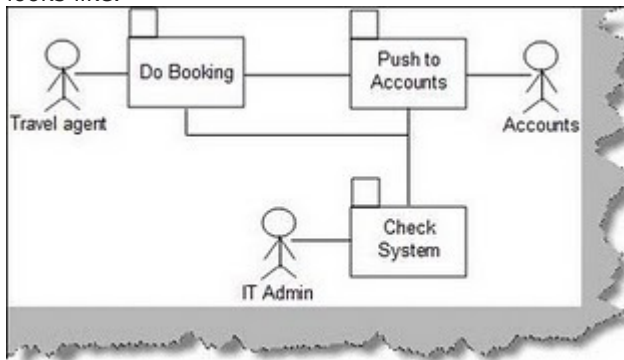 looks like.
Do Booking
Push to
Accounts
Travel agent
Accounts
Check
System
IT Admin